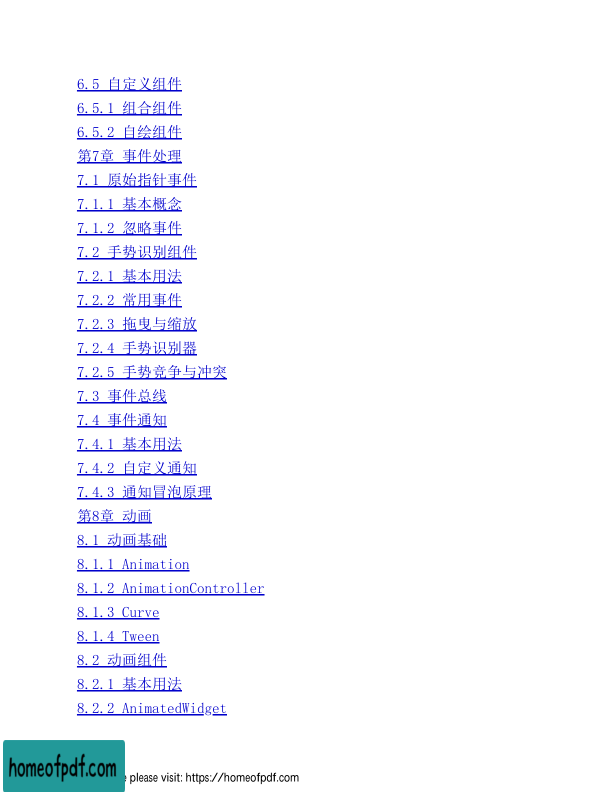 6.5 自定义组件
6.5.1 组合组件
6.5.2 自绘组件
第7章 事件处理
7.1 原始指针事件
7.1.1 基本概念
7.1.2 忽略事件
7.2 手势识别组件
7.2.1 基本用法
7.2.2 常用事件
7.2.3 拖曳与缩放
7.2.4 手势识别器
7.2.5 手势竞争与冲突
7.3 事件总线
7.4 事件通知
7.4.1 基本用法
7.4.2 自定义通知
7.4.3 通知冒泡原理
第8章 动画
8.1 动画基础
8.1.1 Animation
8.1.2 AnimationController
8.1.3 Curve
8.1.4 Tween
8.2 动画组件
8.2.1 基本用法
8.2.2 AnimatedWidget
homeofpdf.com
please visit: https://homeofpdf.com